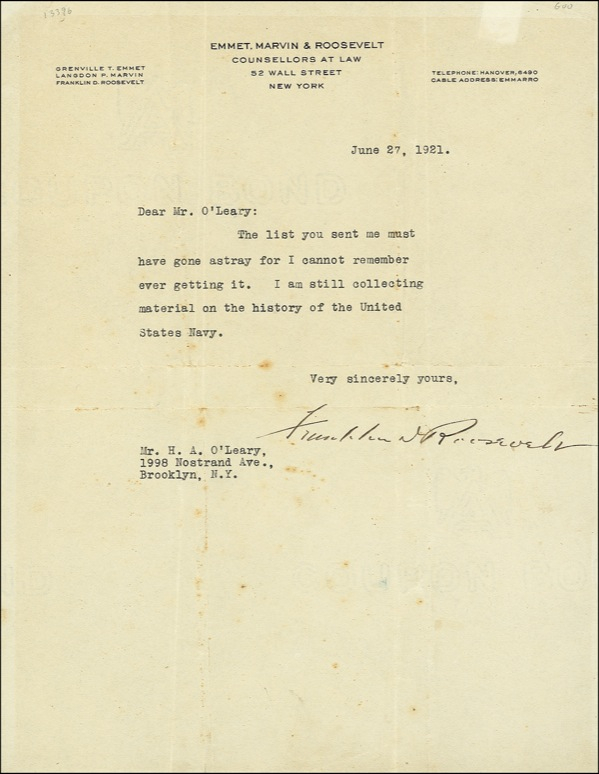 13396
EMMET, MARVIN & ROOSEVELT
COUNSELLORS AT LAW
52 WALL STREET
NEW YORK
GRENVILLE T. EMMET
LANGDON P. MARVIN
FRANKLIN D. ROOSEVELT
TELEPHONE: HANOVER, 6490
CABLE ADDRESS: EMMARRO
June 27, 1921.
Dear Mr. O'Leary:
The list you sent me must
have gone astray for I cannot remember
ever getting it. I am still collecting
material on the history of the United
States Navy.
Very sincerely yours,
Franklin D Roosevelt
Mr. H. A. O'Leary,
1998 Nostrand Ave.,
Brooklyn, N.Y.